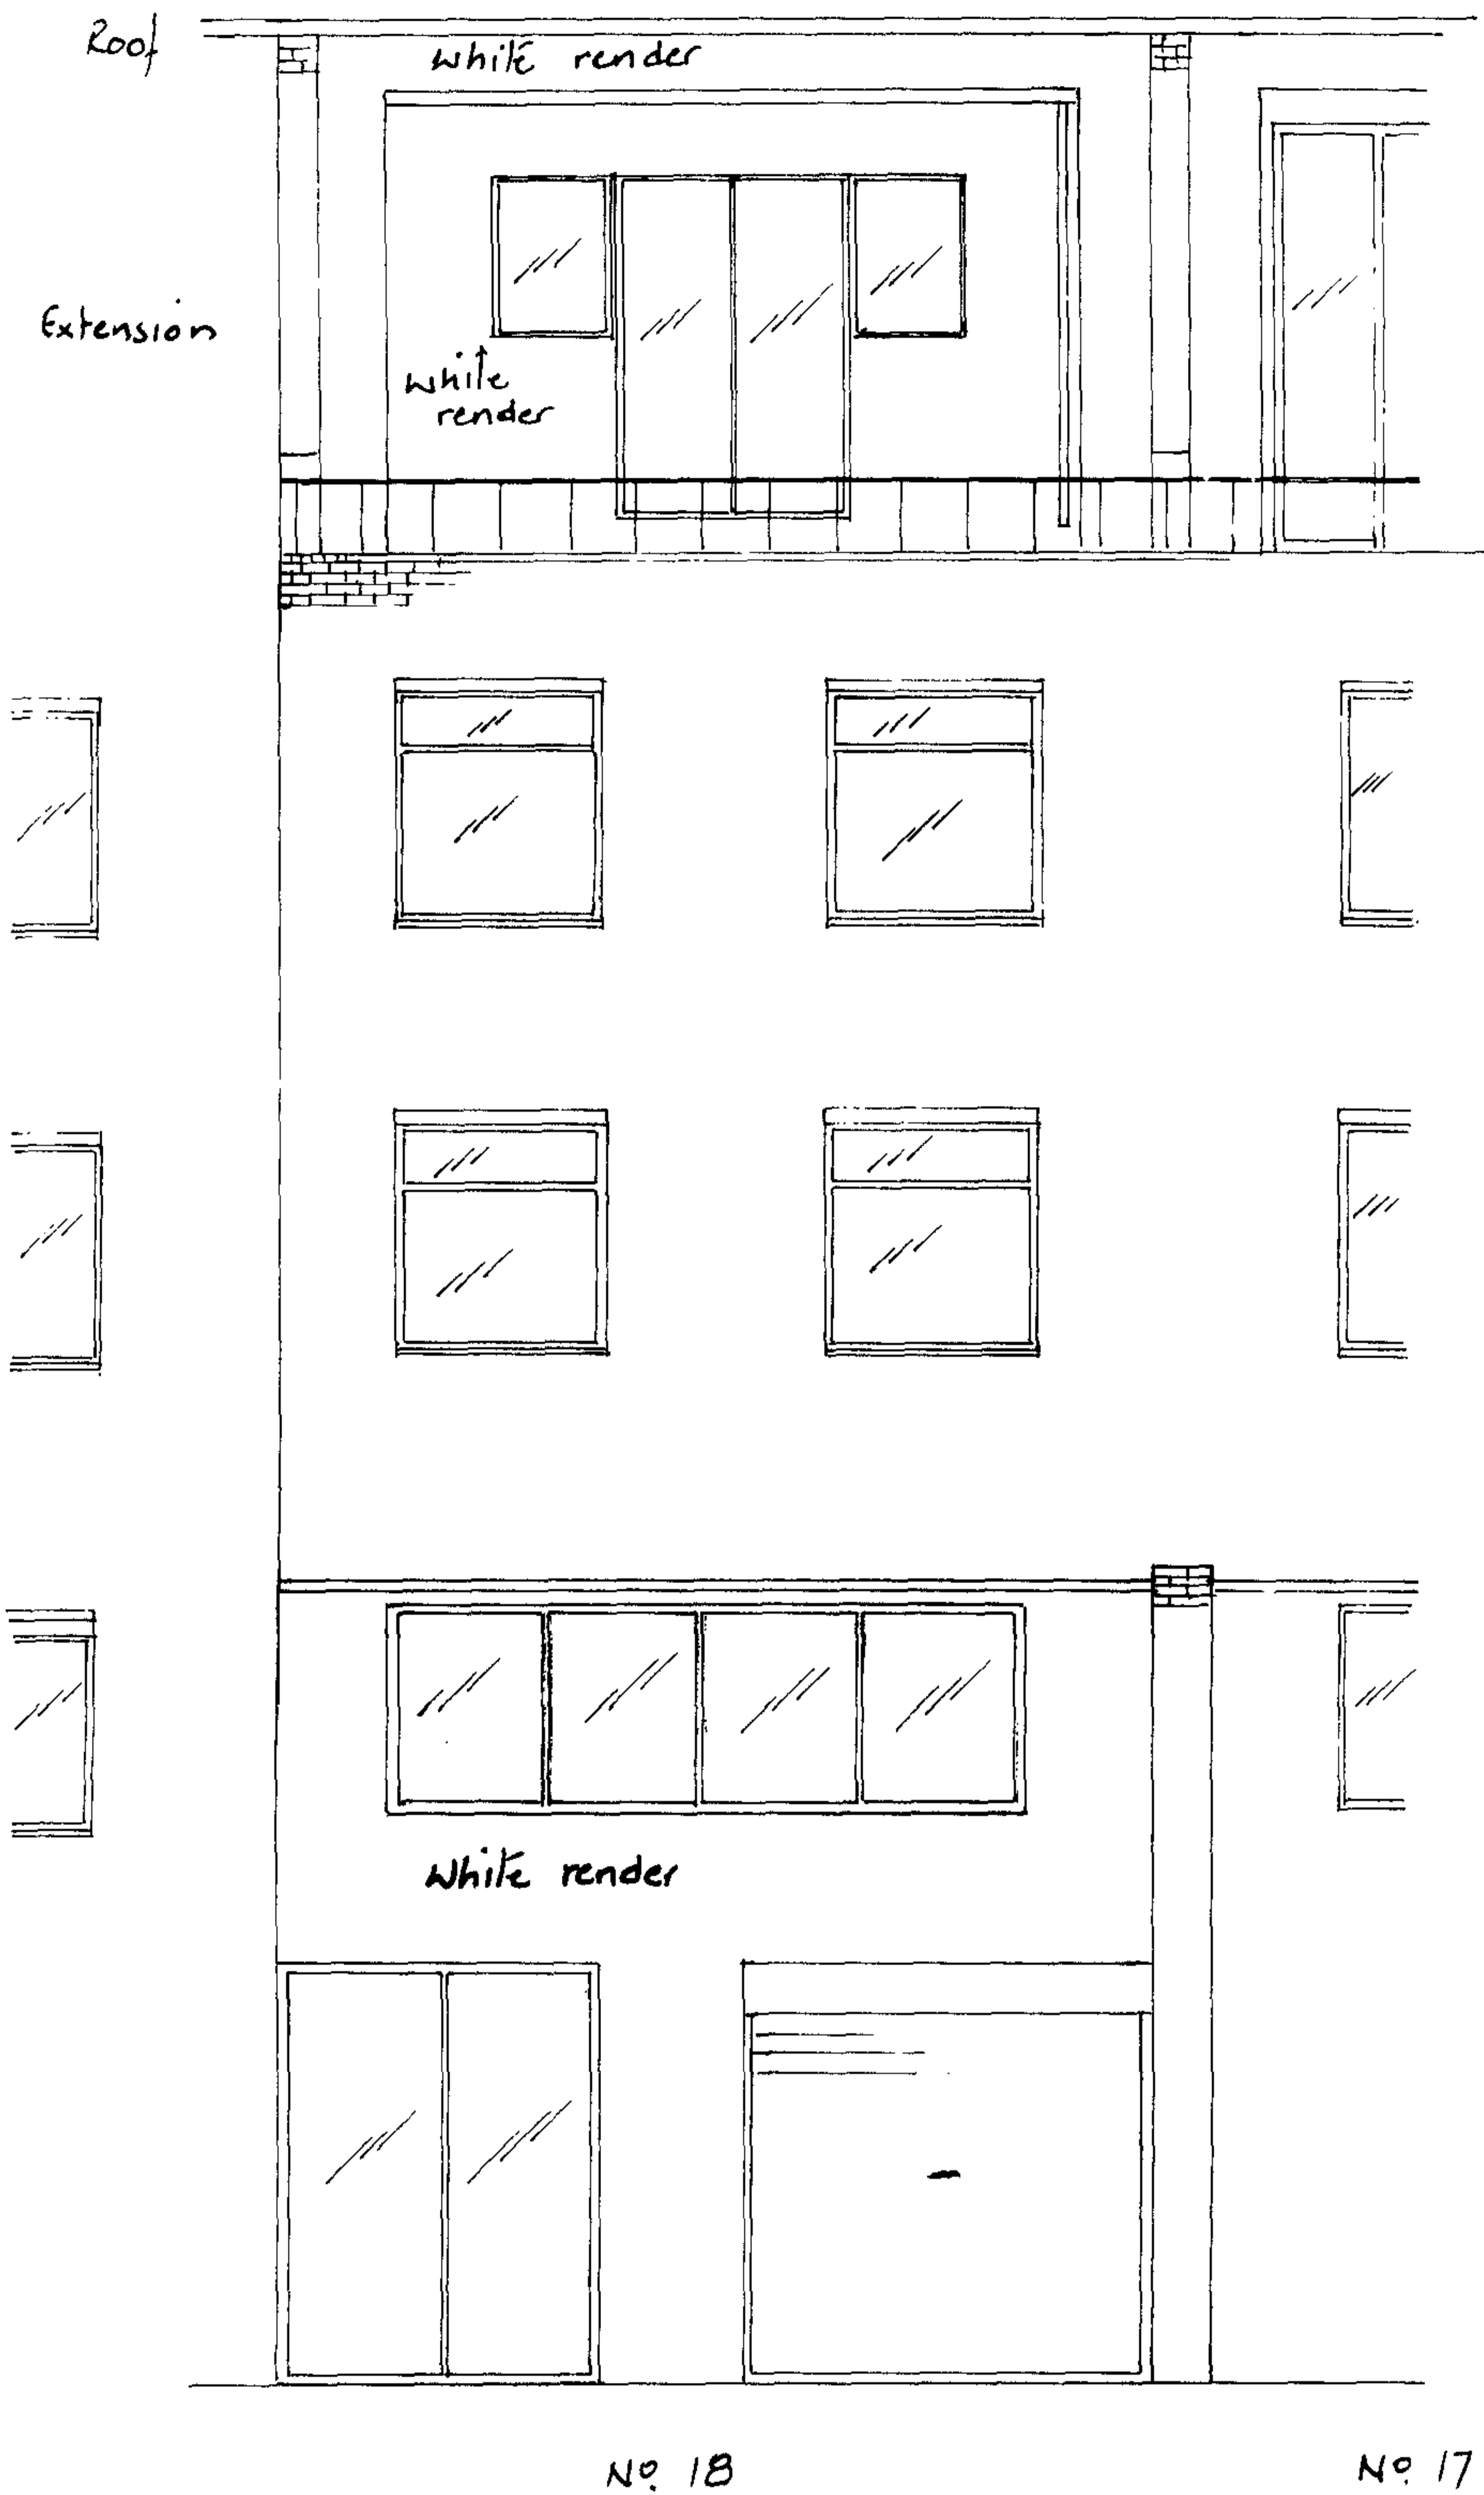 Roof
white render
Extension
white
render
White render
No. 18
No. 17